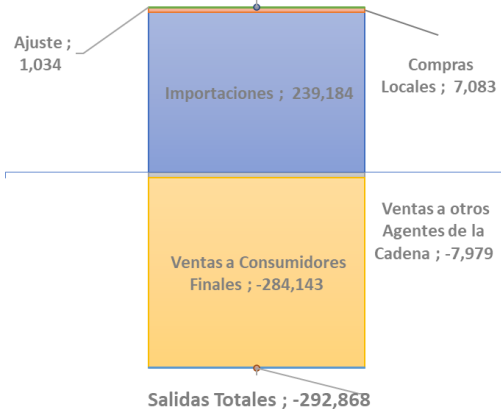 Ajuste ;
1,034
Compras
Locales ; 7,083
Importaciones ; 239,184
Ventas a otros
Agentes de la
Cadena ; -7,979
Ventas a Consumidores
Finales ; -284,143
Salidas Totales ; -292,868